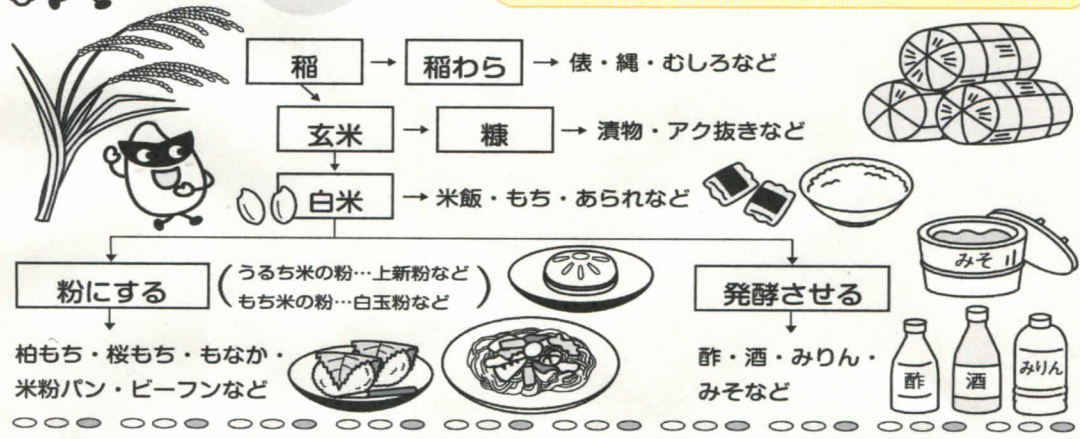 稲 → 稲わら → 俵・縄・むしろなど
玄米 → 糠 → 漬物・アク抜きなど
白米 → 米飯・もち・あられなど
粉にする
(うるち米の粉…上新粉など
もち米の粉…白玉粉など)
柏もち・桜もち・もなか・
米粉パン・ビーフンなど
発酵させる
酢・酒・みりん・
みそなど
みそ
酢
酒
みりん